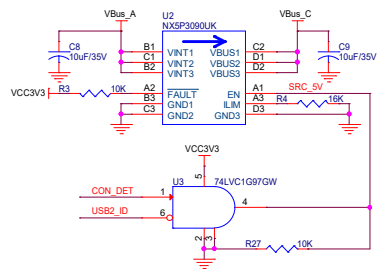 VBus_A
U2
VBus_C
NX5P3090UK
C8
10uF/35V
B1
C1
B2
VINT1
VINT2
VINT3
VBUS1
VBUS2
VBUS3
C2
D1
D2
C9
10uF/35V
VCC3V3
R3
10K
A2
B3
C3
FAULT
GND1
GND2
EN
ILIM
GND3
A1
A3
D3
SRC_5V
R4
16K
VCC3V3
5
U3
74LVC1G97GW
CON_DET
1
USB2_ID
6
4
2
3
R27
10K